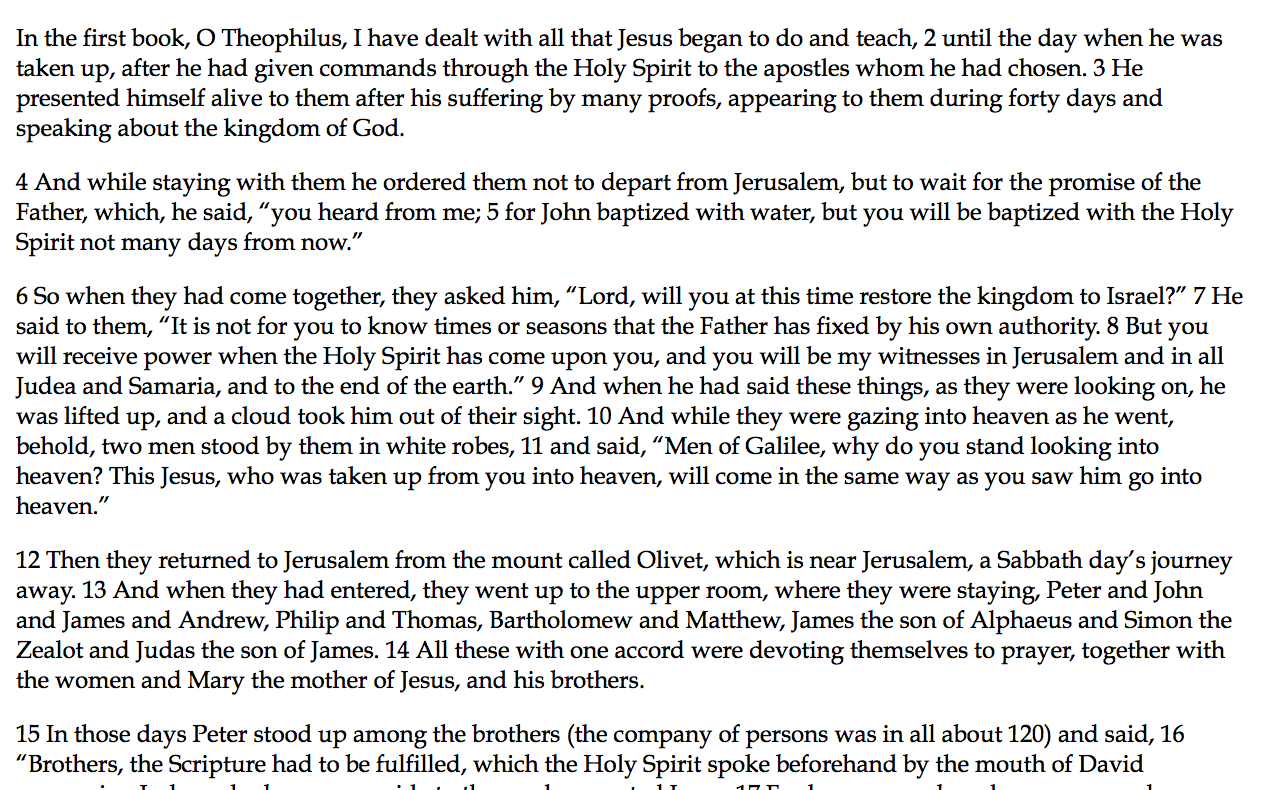 In the first book, O Theophilus, I have dealt with all that Jesus began to do and teach, 2 until the day when he was
taken up, after he had given commands through the Holy Spirit to the apostles whom he had chosen. 3 He
presented himself alive to them after his suffering by many proofs, appearing to them during forty days and
speaking about the kingdom of God.
4 And while staying with them he ordered them not to depart from Jerusalem, but to wait for the promise of the
Father, which, he said, “you heard from me; 5 for John baptized with water, but you will be baptized with the Holy
Spirit not many days from now.”
6 So when they had come together, they asked him, “Lord, will you at this time restore the kingdom to Israel?” 7 He
said to them, “It is not for you to know times or seasons that the Father has fixed by his own authority. 8 But you
will receive power when the Holy Spirit has come upon you, and you will be my witnesses in Jerusalem and in all
Judea and Samaria, and to the end of the earth.” 9 And when he had said these things, as they were looking on, he
was lifted up, and a cloud took him out of their sight. 10 And while they were gazing into heaven as he went,
behold, two men stood by them in white robes, 11 and said, “Men of Galilee, why do you stand looking into
heaven? This Jesus, who was taken up from you into heaven, will come in the same way as you saw him go into
heaven.”
12 Then they returned to Jerusalem from the mount called Olivet, which is near Jerusalem, a Sabbath day’s journey
away. 13 And when they had entered, they went up to the upper room, where they were staying, Peter and John
and James and Andrew, Philip and Thomas, Bartholomew and Matthew, James the son of Alphaeus and Simon the
Zealot and Judas the son of James. 14 All these with one accord were devoting themselves to prayer, together with
the women and Mary the mother of Jesus, and his brothers.
15 In those days Peter stood up among the brothers (the company of persons was in all about 120) and said, 16
“Brothers, the Scripture had to be fulfilled, which the Holy Spirit spoke beforehand by the mouth of David